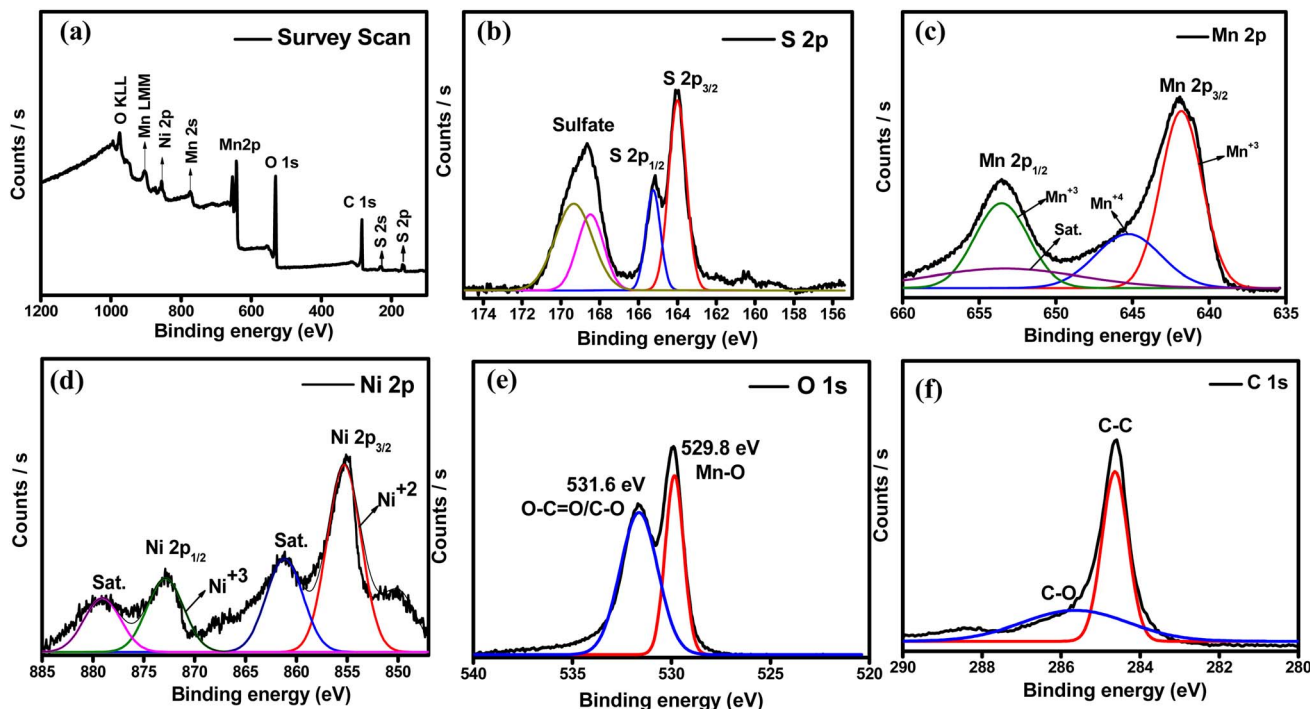 (a)
Survey Scan
O KLL
Mn LMM
Ni 2p
Mn 2s
Mn2p
O 1s
C 1s
S 2s
S 2p
Counts / s
1200 1000 800 600 400 200
Binding energy (eV)
(b)
S 2p
S 2p3/2
Sulfate
S 2p1/2
Counts / s
174 172 170 168 166 164 162 160 158 156
Binding energy (eV)
(c)
Mn 2p
Mn 2p3/2
Mn+3
Mn 2p1/2
Mn+3
Mn+4
Sat.
Counts / s
660 655 650 645 640 635
Binding energy (eV)
(d)
Ni 2p
Ni 2p3/2
Ni+2
Sat.
Ni 2p1/2
Ni+3
Sat.
Counts / s
885 880 875 870 865 860 855 850
Binding energy (eV)
(e)
O 1s
529.8 eV
Mn-O
531.6 eV
O-C=O/C-O
Counts / s
540 535 530 525 520
Binding energy (eV)
(f)
C 1s
C-C
C-O
Counts / s
290 288 286 284 282 280
Binding energy (eV)